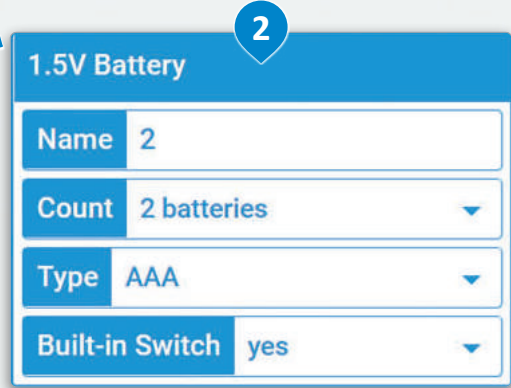 2
1.5V Battery
Name 2
Count 2 batteries
Type AAA
Built-in Switch yes